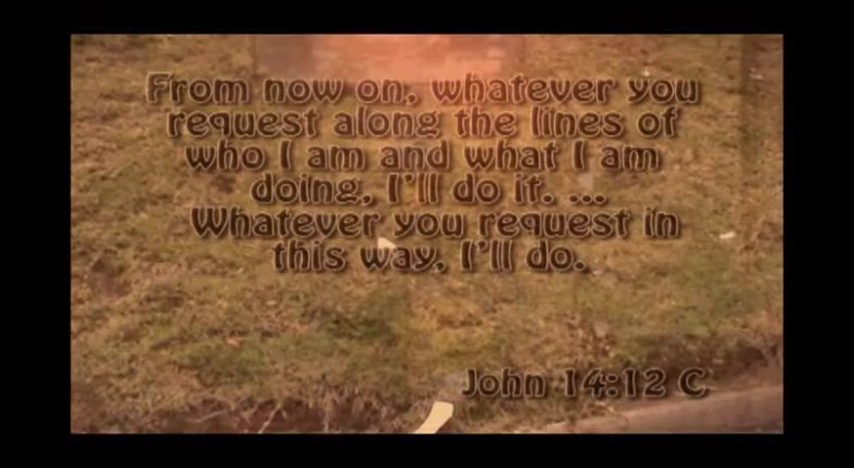 From now on, whatever you
request along the lines of
who I am and what I am
doing, I'll do it. ...
Whatever you request in
this way, I'll do.
John 14:12 C